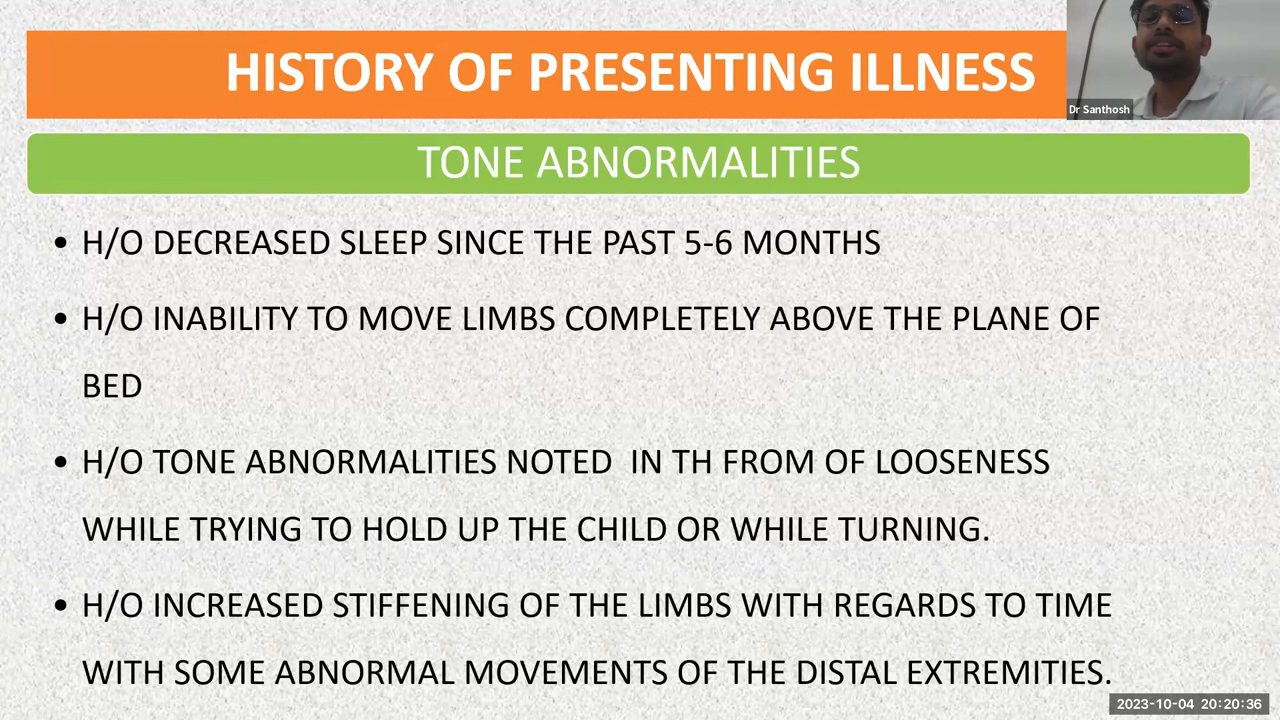 HISTORY OF PRESENTING ILLNESS
Dr Santhosh
TONE ABNORMALITIES
• H/O DECREASED SLEEP SINCE THE PAST 5-6 MONTHS
• H/O INABILITY TO MOVE LIMBS COMPLETELY ABOVE THE PLANE OF
BED
• H/O TONE ABNORMALITIES NOTED  IN TH FROM OF LOOSENESS
WHILE TRYING TO HOLD UP THE CHILD OR WHILE TURNING.
• H/O INCREASED STIFFENING OF THE LIMBS WITH REGARDS TO TIME
WITH SOME ABNORMAL MOVEMENTS OF THE DISTAL EXTREMITIES.
2023-10-04 20:20:36